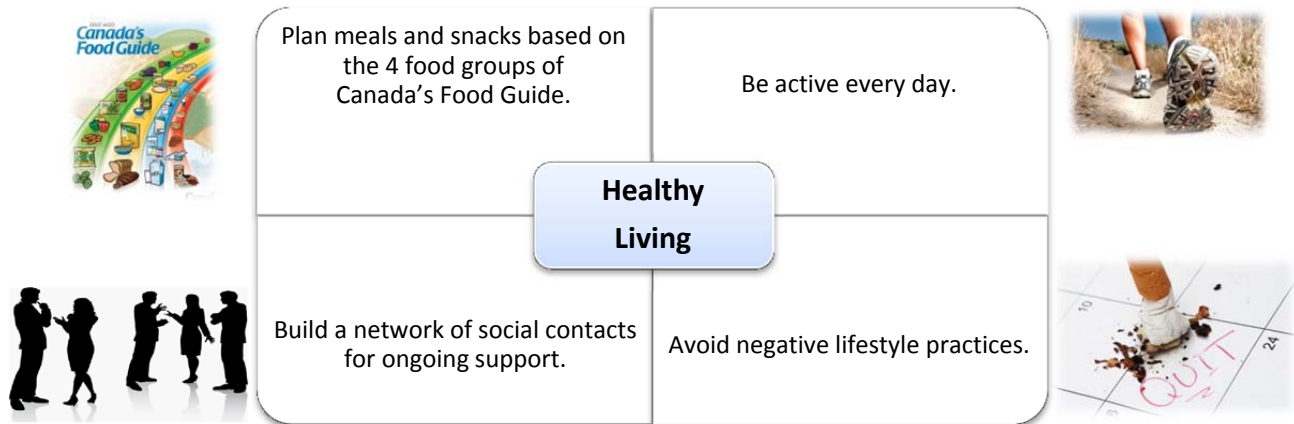 Canada's
Food Guide
Plan meals and snacks based on
the 4 food groups of
Canada's Food Guide.
Be active every day.
Healthy
Living
Build a network of social contacts
for ongoing support.
Avoid negative lifestyle practices.
10
QUIT
24